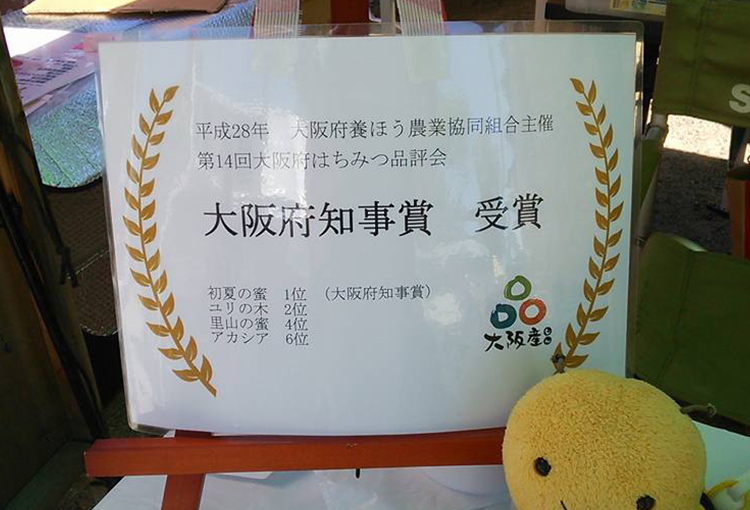 平成28年　大阪府養ほう農業協同組合主催
第14回大阪府はちみつ品評会
大阪府知事賞　受賞
初夏の蜜　1位　（大阪府知事賞）
ユリの木　2位
里山の蜜　4位
アカシア　6位
大阪産